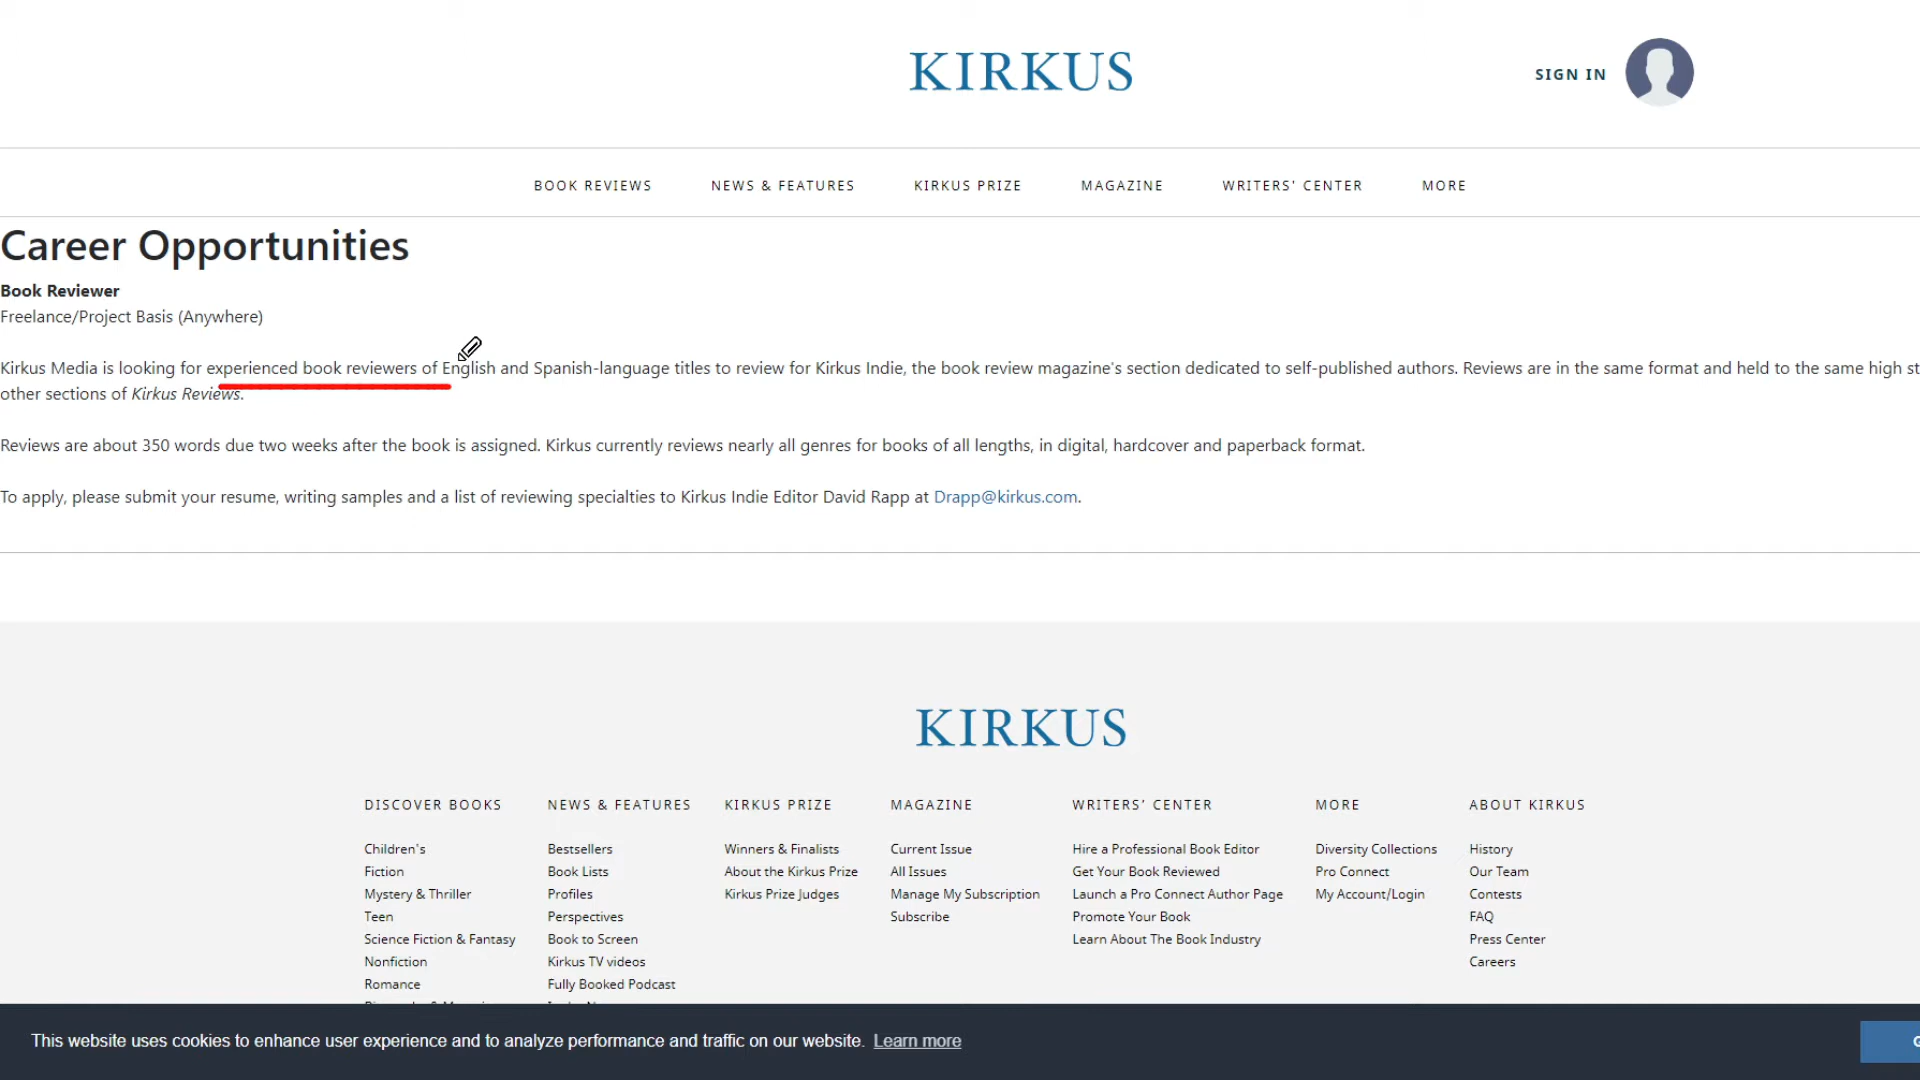 KIRKUS
SIGN IN
BOOK REVIEWS NEWS & FEATURES KIRKUS PRIZE MAGAZINE WRITERS' CENTER MORE
Career Opportunities
Book Reviewer
Freelance/Project Basis (Anywhere)
Kirkus Media is looking for experienced book reviewers of English and Spanish-language titles to review for Kirkus Indie, the book review magazine's section dedicated to self-published authors. Reviews are in the same format and held to the same high st
other sections of Kirkus Reviews.
Reviews are about 350 words due two weeks after the book is assigned. Kirkus currently reviews nearly all genres for books of all lengths, in digital, hardcover and paperback format.
To apply, please submit your resume, writing samples and a list of reviewing specialties to Kirkus Indie Editor David Rapp at Drapp@kirkus.com.
KIRKUS
DISCOVER BOOKS
Children's
Fiction
Mystery & Thriller
Teen
Science Fiction & Fantasy
Nonfiction
Romance
NEWS & FEATURES
Bestsellers
Book Lists
Profiles
Perspectives
Book to Screen
Kirkus TV videos
Fully Booked Podcast
KIRKUS PRIZE
Winners & Finalists
About the Kirkus Prize
Kirkus Prize Judges
MAGAZINE
Current Issue
All Issues
Manage My Subscription
Subscribe
WRITERS' CENTER
Hire a Professional Book Editor
Get Your Book Reviewed
Launch a Pro Connect Author Page
Promote Your Book
Learn About The Book Industry
MORE
Diversity Collections
Pro Connect
My Account/Login
ABOUT KIRKUS
History
Our Team
Contests
FAQ
Press Center
Careers
This website uses cookies to enhance user experience and to analyze performance and traffic on our website. Learn more